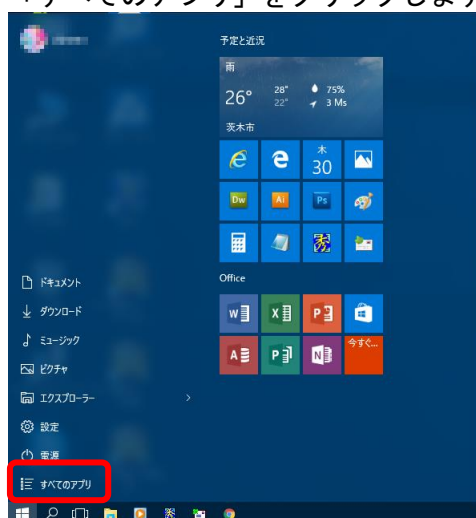 「すべてのアプリ」をクリックします
予定と近況
雨
26°
28°
22°
75%
3 Ms
茨木市
木
30
Dw
Ai
Ps
ドキュメント
ダウンロード
ミュージック
ピクチャ
エクスプローラー
設定
電源
すべてのアプリ
Office
W
X
P
A
P
N
今すぐ...